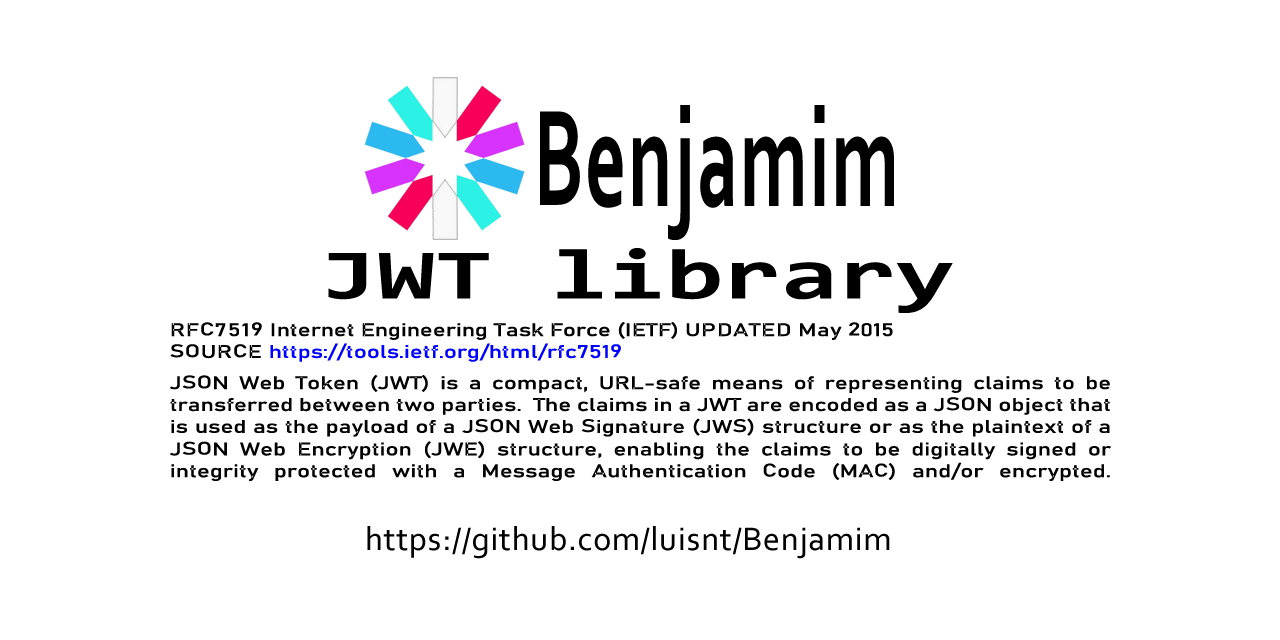 Benjamim
JWT library
RFC7519 Internet Engineering Task Force (IETF) UPDATED May 2015
SOURCE https://tools.ietf.org/html/rfc7519
JSON Web Token (JWT) is a compact, URL-safe means of representing claims to be
transferred between two parties. The claims in a JWT are encoded as a JSON object that
is used as the payload of a JSON Web Signature (JWS) structure or as the plaintext of a
JSON Web Encryption (JWE) structure, enabling the claims to be digitally signed or
integrity protected with a Message Authentication Code (MAC) and/or encrypted.
https://github.com/luisnt/Benjamim